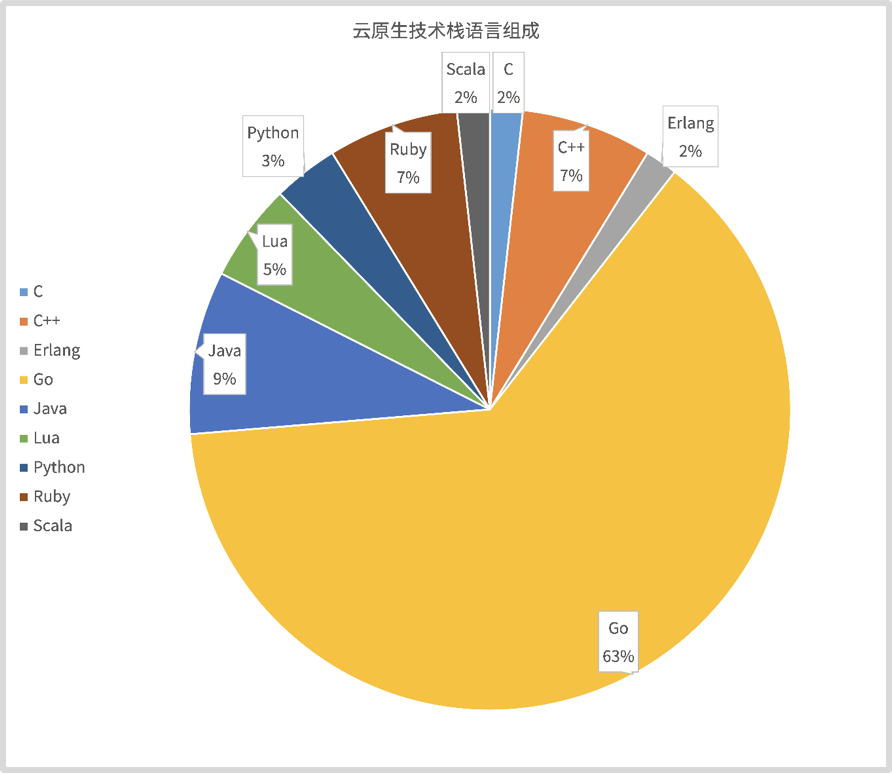 云原生技术栈语言组成
Scala
2%
C
2%
Erlang
2%
Python
3%
Ruby
7%
C++
7%
Lua
5%
Java
9%
Go
63%
C
C++
Erlang
Go
Java
Lua
Python
Ruby
Scala